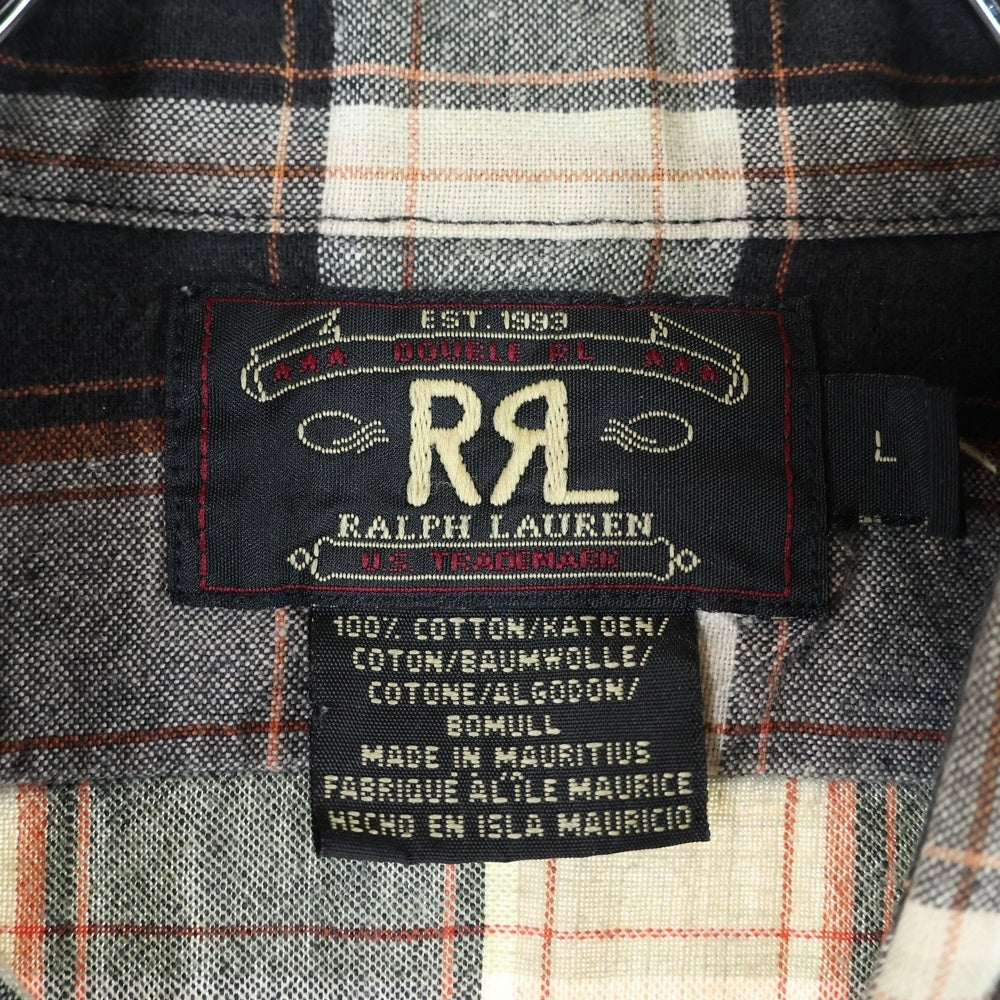 EST. 1993
DOUBLE RL
RRL
RALPH LAUREN
U.S. TRADEMARK
L
100% COTTON/KATOEN/
COTON/BAUMWOLLE/
COTONE/ALGODON/
BOMULL
MADE IN MAURITIUS
FABRIQUÉ À L'ÎLE MAURICE
HECHO EN ISLA MAURICIO